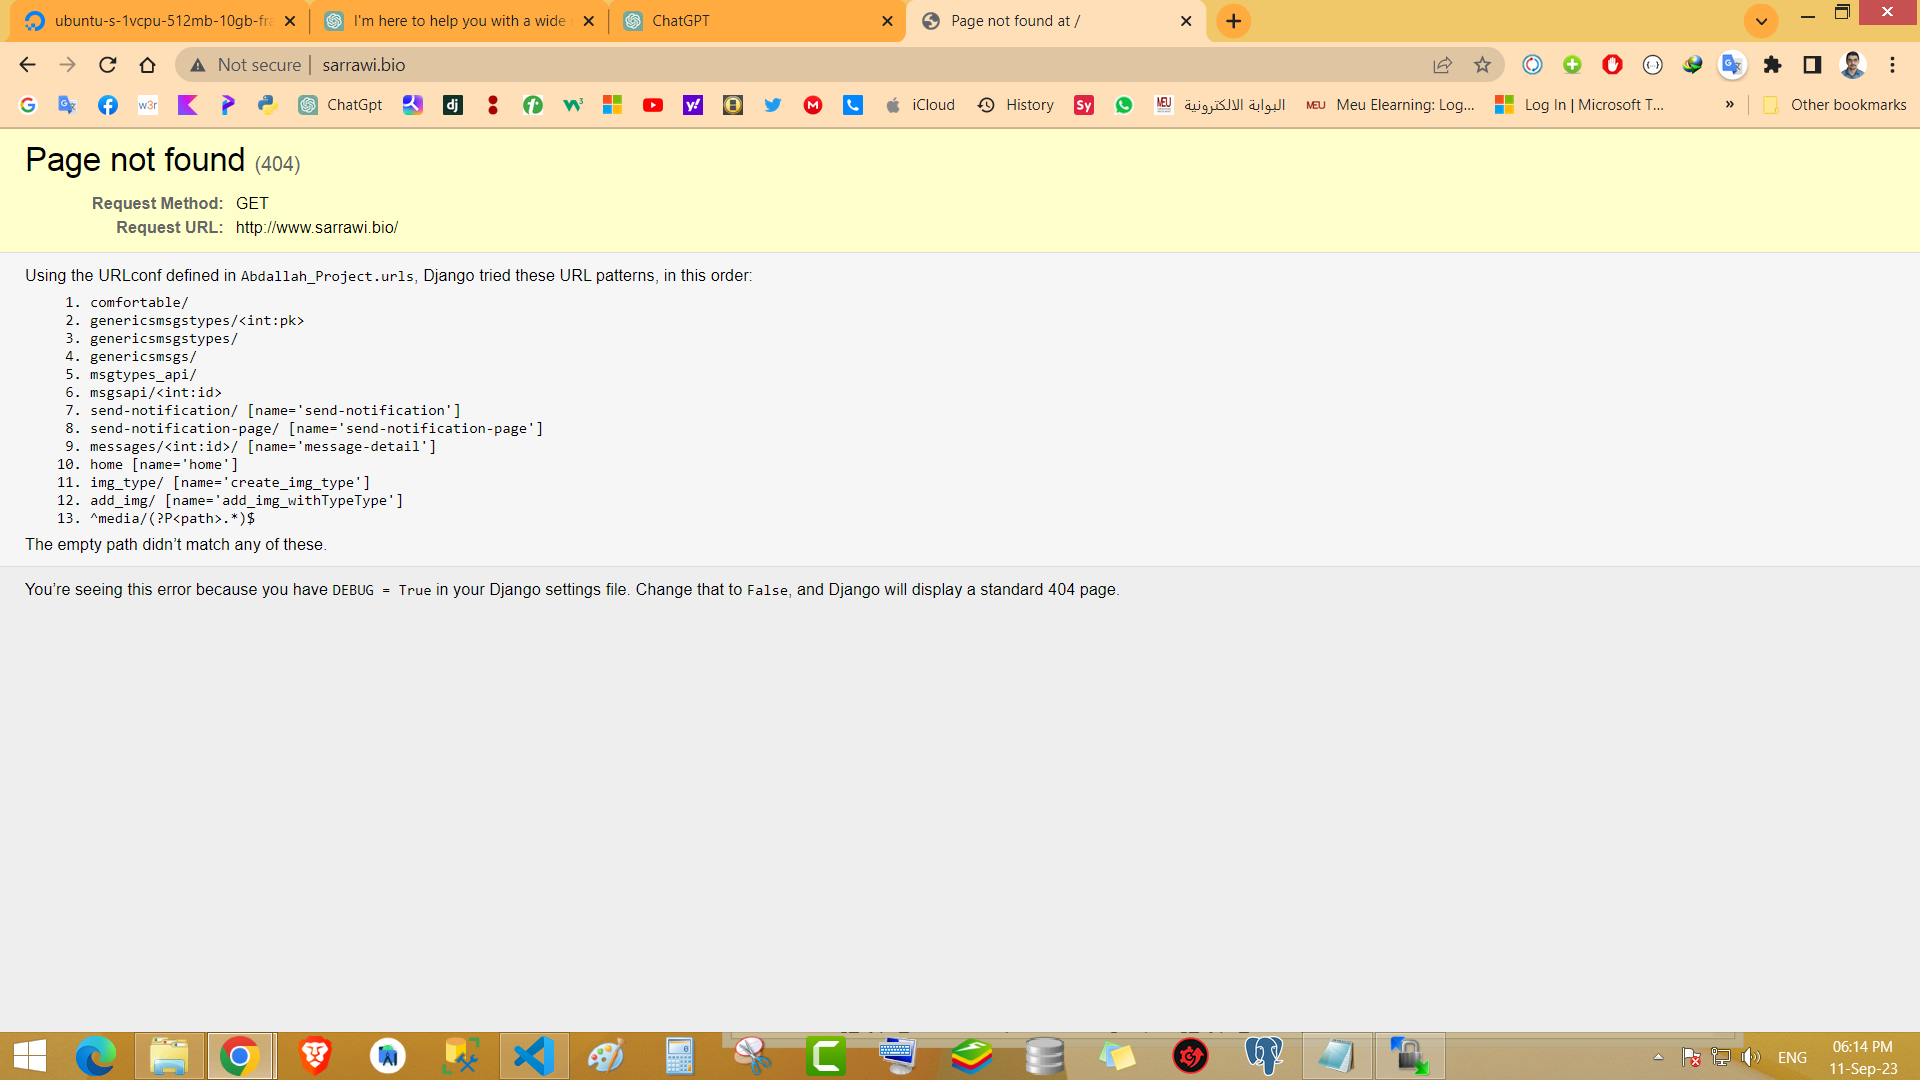 ubuntu-s-1vcpu-512mb-10gb-fra
I'm here to help you with a wide
ChatGPT
Page not found at /
Not secure
sarrawi.bio
ChatGpt
iCloud
History
البوابة الالكترونية
MEU
Meu Elearning: Log...
Log In | Microsoft T...
»
Other bookmarks
Page not found (404)
Request Method: GET
Request URL: http://www.sarrawi.bio/
Using the URLconf defined in Abdallah_Project.urls, Django tried these URL patterns, in this order:
1. comfortable/
2. genericsmsgstypes/<int:pk>
3. genericsmsgstypes/
4. genericsmsgs/
5. msgtypes_api/
6. msgsapi/<int:id>
7. send-notification/ [name='send-notification']
8. send-notification-page/ [name='send-notification-page']
9. messages/<int:id>/ [name='message-detail']
10. home [name='home']
11. img_type/ [name='create_img_type']
12. add_img/ [name='add_img_withTypeType']
13. ^media/(?P<path>.*)$
The empty path didn’t match any of these.
You’re seeing this error because you have DEBUG = True in your Django settings file. Change that to False, and Django will display a standard 404 page.
ENG
06:14 PM
11-Sep-23